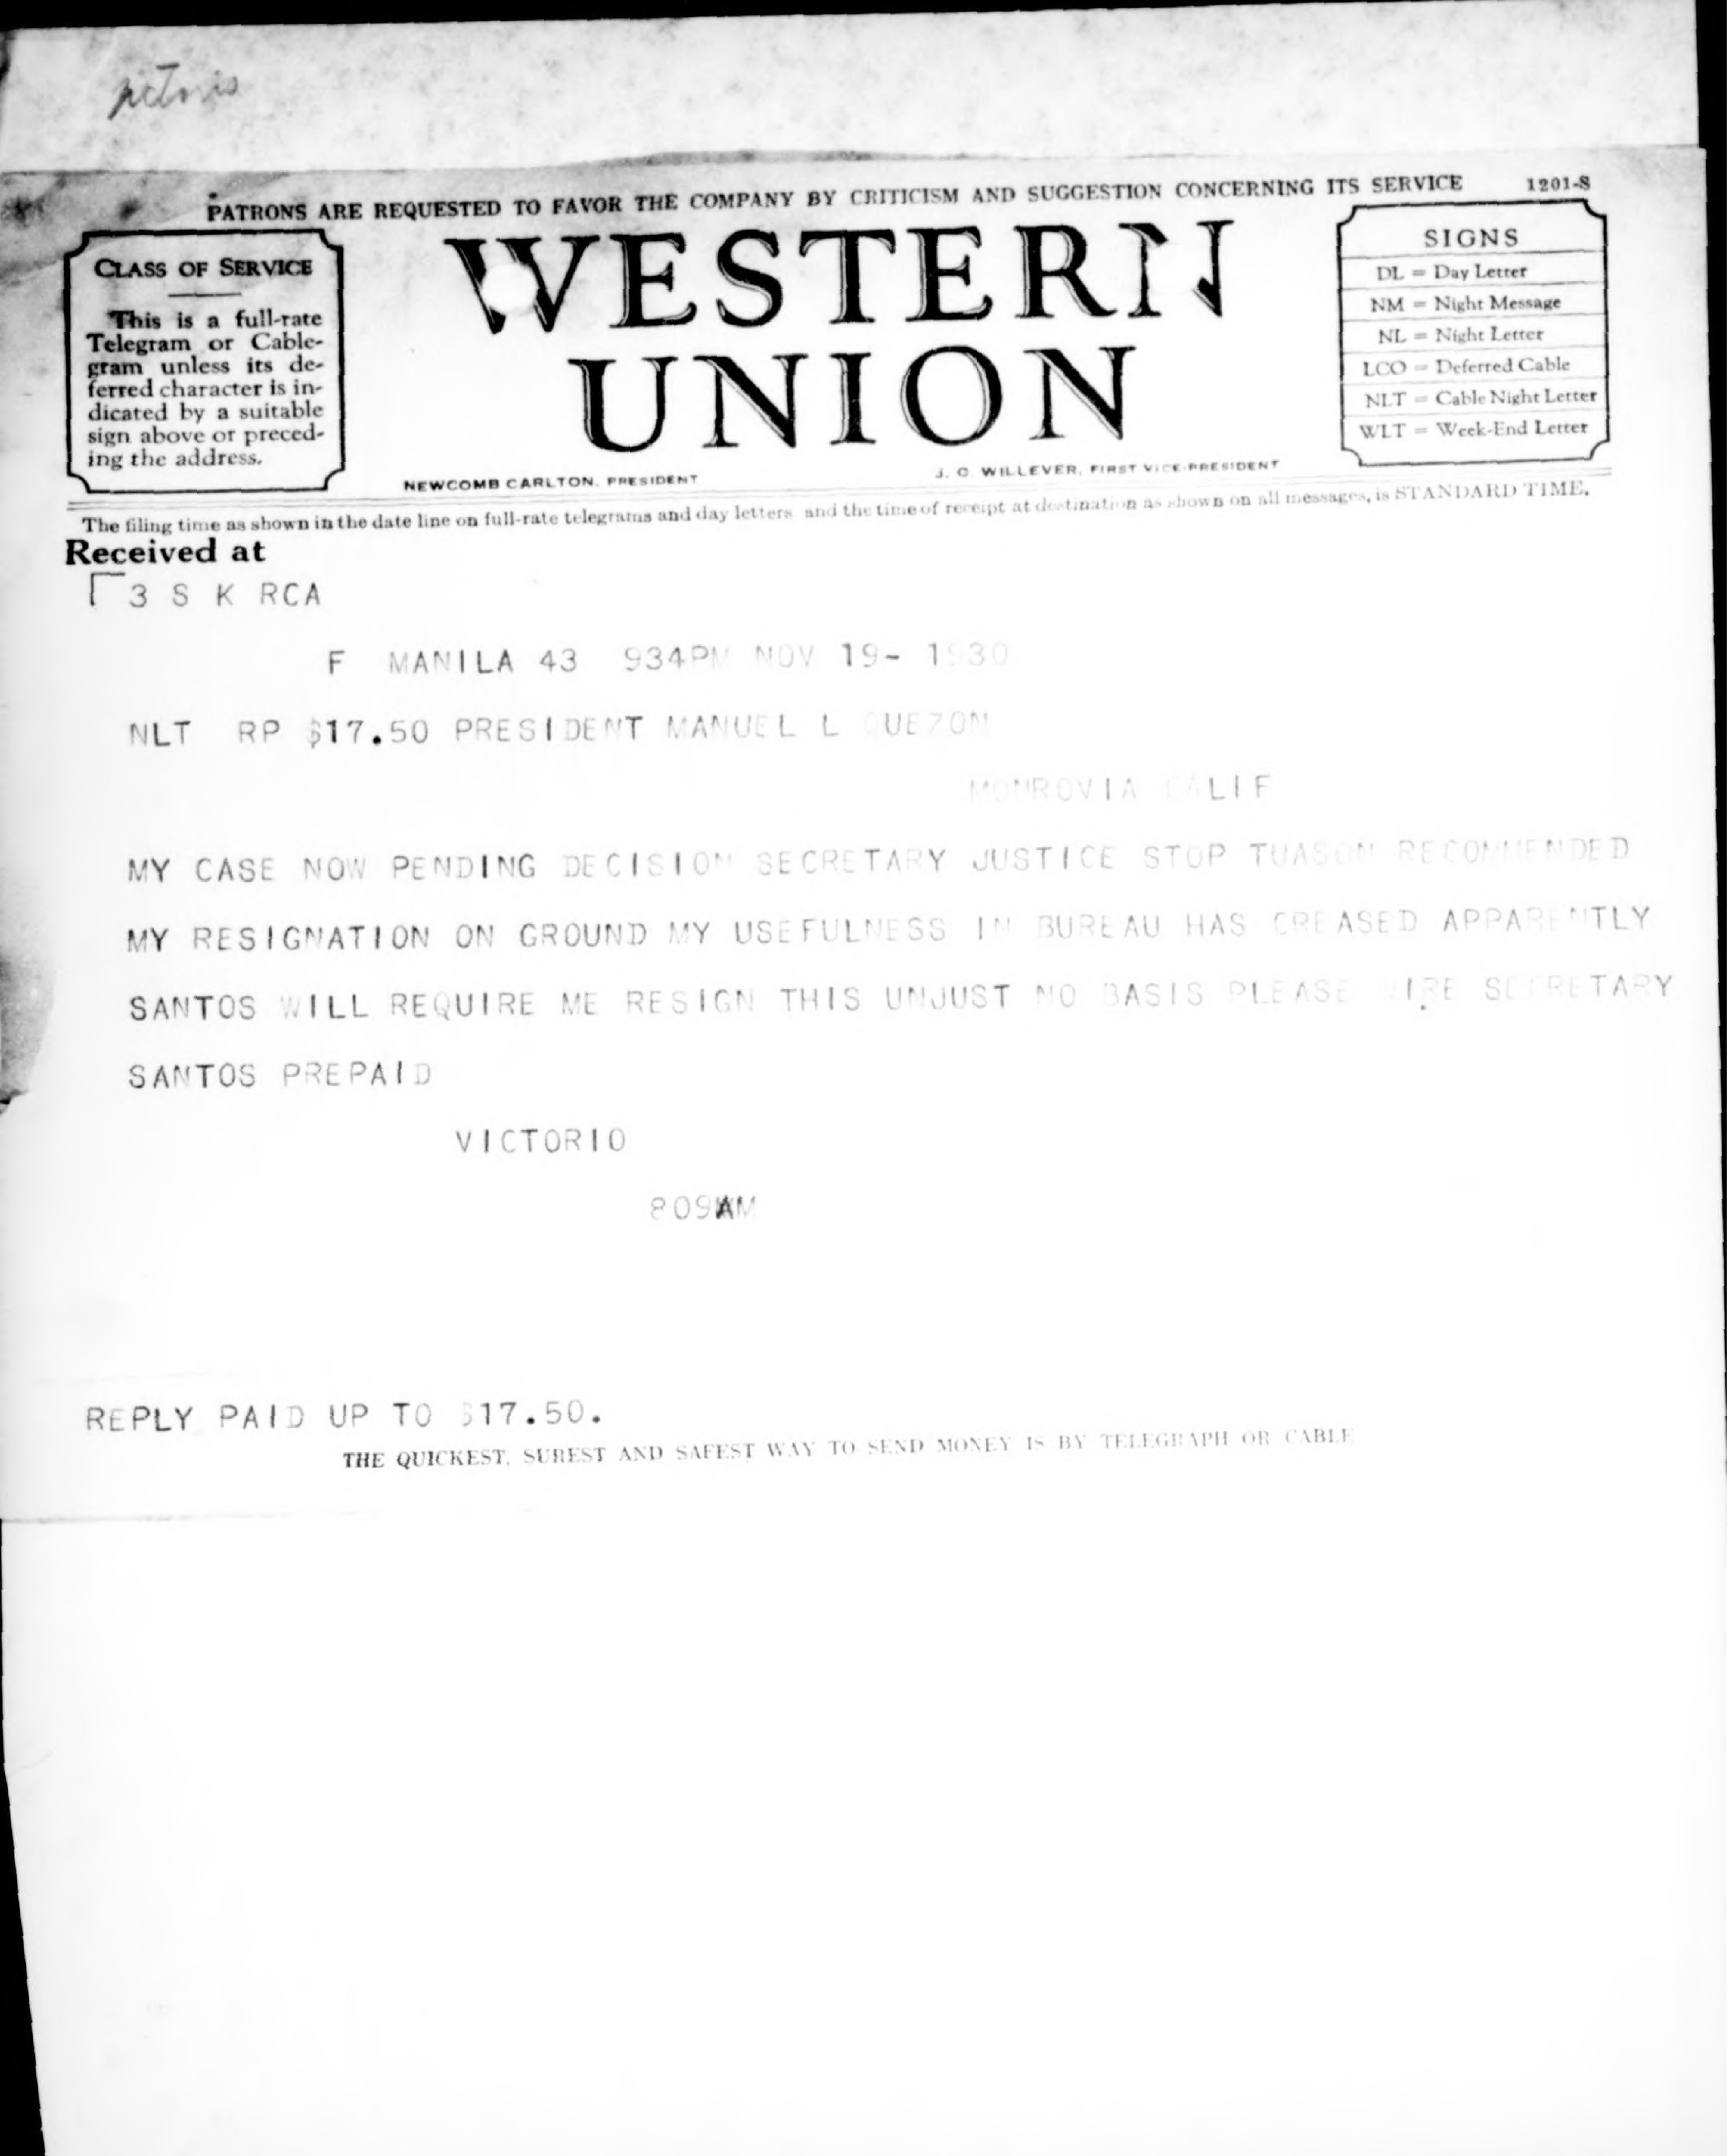 PATRONS ARE REQUESTED TO FAVOR THE COMPANY BY CRITICISM AND SUGGESTION CONCERNING ITS SERVICE 1201-S
CLASS OF SERVICE
This is a full-rate
Telegram or Cable-
gram unless its de-
ferred character is in-
dicated by a suitable
sign above or preced-
ing the address.
WESTERN
UNION
NEWCOMB CARLTON, PRESIDENT
J. C. WILLEVER, FIRST VICE-PRESIDENT
SIGNS
DL = Day Letter
NM = Night Message
NL = Night Letter
LCO = Deferred Cable
NLT = Cable Night Letter
WLT = Week-End Letter
The filing time as shown in the date line on full-rate telegrams and day letters, and the time of receipt at destination as shown on all messages, is STANDARD TIME.
Received at
3 S K RCA
F MANILA 43 934PM NOV 19- 1930
NLT RP $17.50 PRESIDENT MANUEL L QUEZON
MONROVIA CALIF
MY CASE NOW PENDING DECISION SECRETARY JUSTICE STOP TUASON RECOMMENDED
MY RESIGNATION ON GROUND MY USEFULNESS IN BUREAU HAS CREASED APPARENTLY
SANTOS WILL REQUIRE ME RESIGN THIS UNJUST NO BASIS PLEASE WIRE SECRETARY
SANTOS PREPAID
VICTORIO
809AM
REPLY PAID UP TO $17.50.
THE QUICKEST, SUREST AND SAFEST WAY TO SEND MONEY IS BY TELEGRAPH OR CABLE